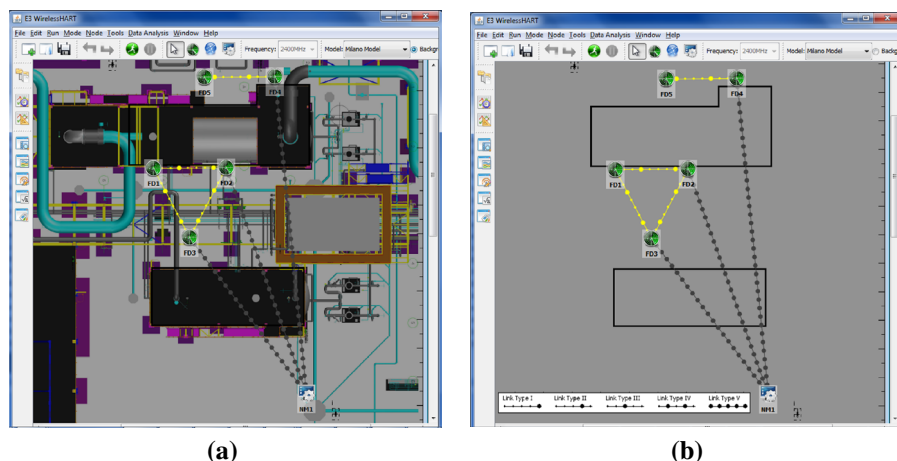 E3 WirelessHART
File Edit Run Mode Node Tools Data Analysis Window Help
Frequency: 2400MHz Model: Milano Model Backgr
FD5 FD4
FD1 FD2
FD3
NM1
(a)
E3 WirelessHART
File Edit Run Mode Node Tools Data Analysis Window Help
Frequency: 2400MHz Model: Milano Model Backg
FD5 FD4
FD1 FD2
FD3
Link Type I Link Type II Link Type III Link Type IV Link Type V
NM1
(b)